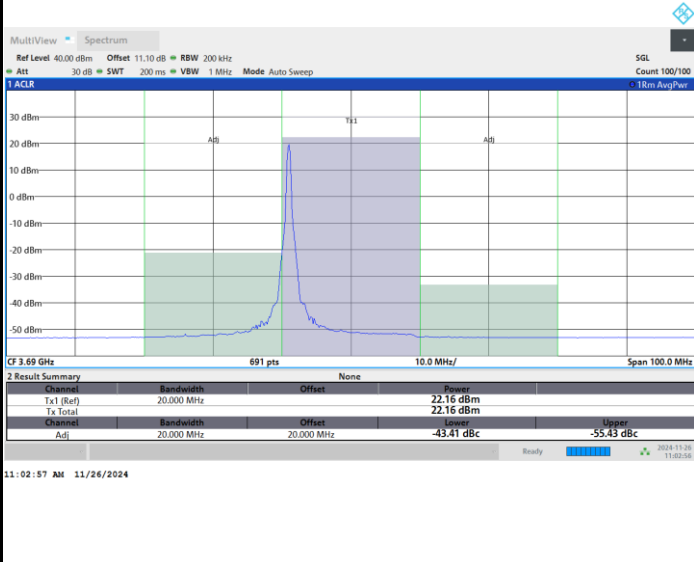 MultiView Spectrum
Ref Level 40.00 dBm Offset 11.10 dB RBW 200 kHz SGL
Att 30 dB SWT 200 ms VBW 1 MHz Mode Auto Sweep Count 100/100
1 ACLR 1Rm AvgPwr
Tx1
Adj Adj
30 dBm
20 dBm
10 dBm
0 dBm
-10 dBm
-20 dBm
-30 dBm
-40 dBm
-50 dBm
CF 3.69 GHz 691 pts 10.0 MHz/ Span 100.0 MHz
2 Result Summary None
Channel Bandwidth Offset Power
Tx1 (Ref) 20.000 MHz 22.16 dBm
Tx Total 22.16 dBm
Channel Bandwidth Offset Lower Upper
Adj 20.000 MHz 20.000 MHz -43.41 dBc -55.43 dBc
Ready 2024-11-26
11:02:56
11:02:57 AM 11/26/2024